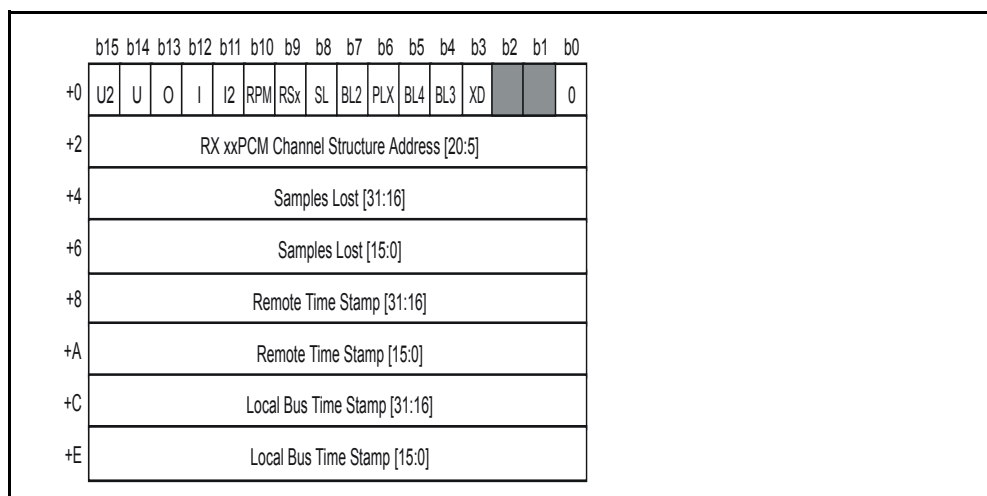 b15 b14 b13 b12 b11 b10 b9 b8 b7 b6 b5 b4 b3 b2 b1 b0
+0 U2 U O I I2 RPM RSx SL BL2 PLX BL4 BL3 XD 0
+2 RX xxPCM Channel Structure Address [20:5]
+4 Samples Lost [31:16]
+6 Samples Lost [15:0]
+8 Remote Time Stamp [31:16]
+A Remote Time Stamp [15:0]
+C Local Bus Time Stamp [31:16]
+E Local Bus Time Stamp [15:0]